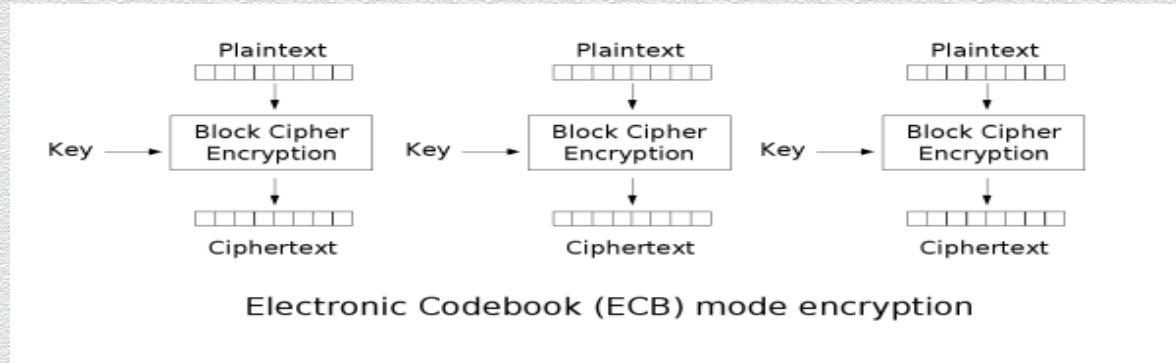 Plaintext Plaintext Plaintext
Key Block Cipher Encryption Key Block Cipher Encryption Key Block Cipher Encryption
Ciphertext Ciphertext Ciphertext
Electronic Codebook (ECB) mode encryption